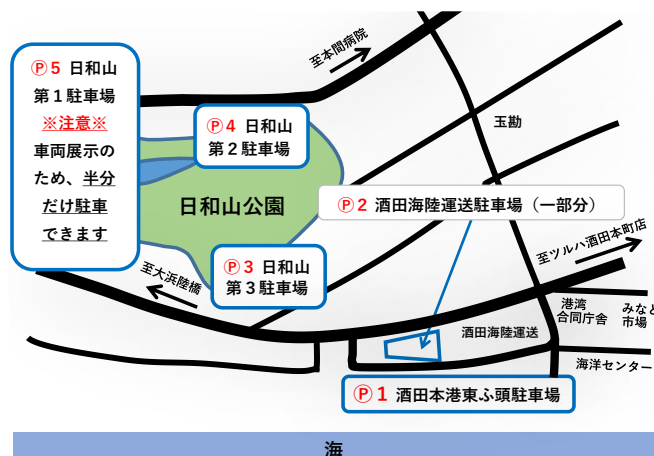 至本間病院
Ⓟ5 日和山
第1駐車場
※注意※
車両展示の
ため、半分
だけ駐車
できます
Ⓟ4 日和山
第2駐車場
玉勘
日和山公園
Ⓟ2 酒田海陸運送駐車場（一部分）
至ツルハ酒田本町店
Ⓟ3 日和山
第3駐車場
至大浜陸橋
港湾
合同庁舎
みなと
市場
酒田海陸運送
海洋センター
Ⓟ1 酒田本港東ふ頭駐車場
海